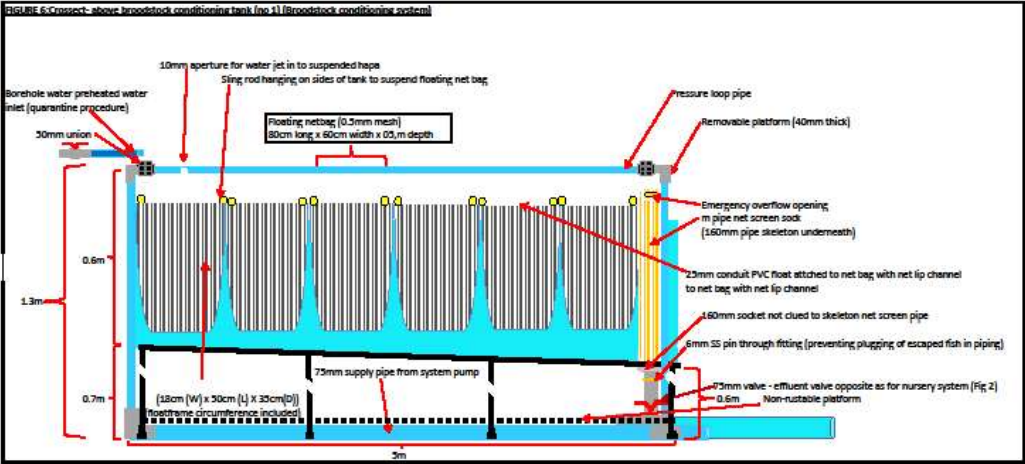 FIGURE 6:Crossect- above broodstock conditioning tank (no 1) (Broodstock conditioning system)
10mm aperture for water jet in to suspended hapa
Sling rod hanging on sides of tank to suspend floating net bag
Borehole water preheated water
inlet (quarantine procedure)
50mm union
Floating netbag (0.5mm mesh)
80cm long x 60cm width x 05,m depth
Pressure loop pipe
Removable platform (40mm thick)
Emergency overflow opening
m pipe net screen sock
(160mm pipe skeleton underneath)
0.6m
25mm conduit PVC float attched to net bag with net lip channel
to net bag with net lip channel
1.3m
160mm socket not clued to skeleton net screen pipe
6mm SS pin through fitting (preventing plugging of escaped fish in piping)
75mm supply pipe from system pump
75mm valve - effluent valve opposite as for nursery system (Fig 2)
0.7m
(18cm (W) x 50cm (L) X 35cm(D))
(floatframe circumference included)
0.6m
Non-rustable platform
5m